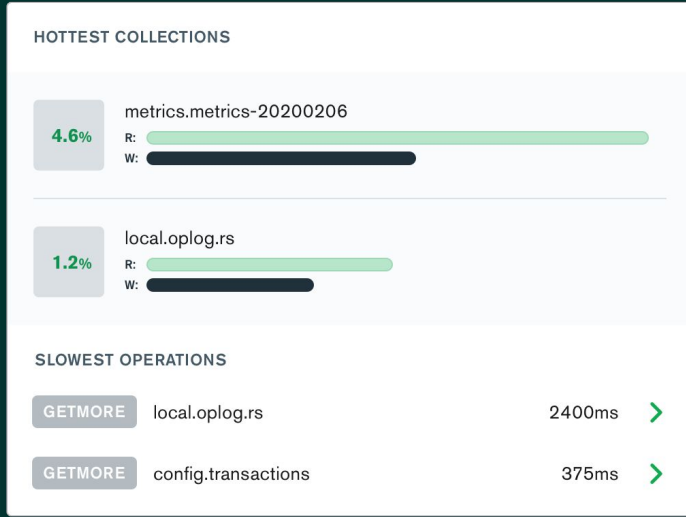 HOTTEST COLLECTIONS
4.6%
metrics.metrics-20200206
R:
W:
1.2%
local.oplog.rs
R:
W:
SLOWEST OPERATIONS
GETMORE local.oplog.rs 2400ms
GETMORE config.transactions 375ms